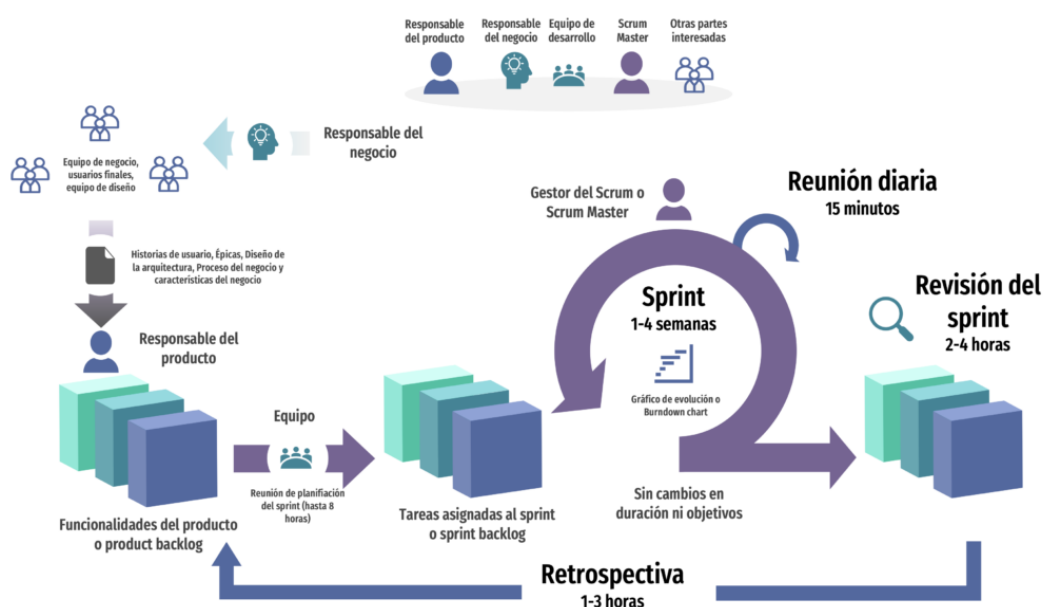 Responsable
del producto
Responsable
del negocio
Equipo de
desarrollo
Scrum
Master
Otras partes
interesadas
Responsable del
negocio
Equipo de negocio,
usuarios finales,
equipo de diseño
Historias de usuario, Épicas, Diseño de
la arquitectura, Proceso del negocio y
características del negocio
Responsable del
producto
Gestor del Scrum o
Scrum Master
Reunión diaria
15 minutos
Sprint
1-4 semanas
Gráfico de evolución o
Burndown chart
Revisión del
sprint
2-4 horas
Equipo
Reunión de planifiación
del sprint (hasta 8
horas)
Funcionalidades del producto
o product backlog
Tareas asignadas al sprint
o sprint backlog
Sin cambios en
duración ni objetivos
Retrospectiva
1-3 horas